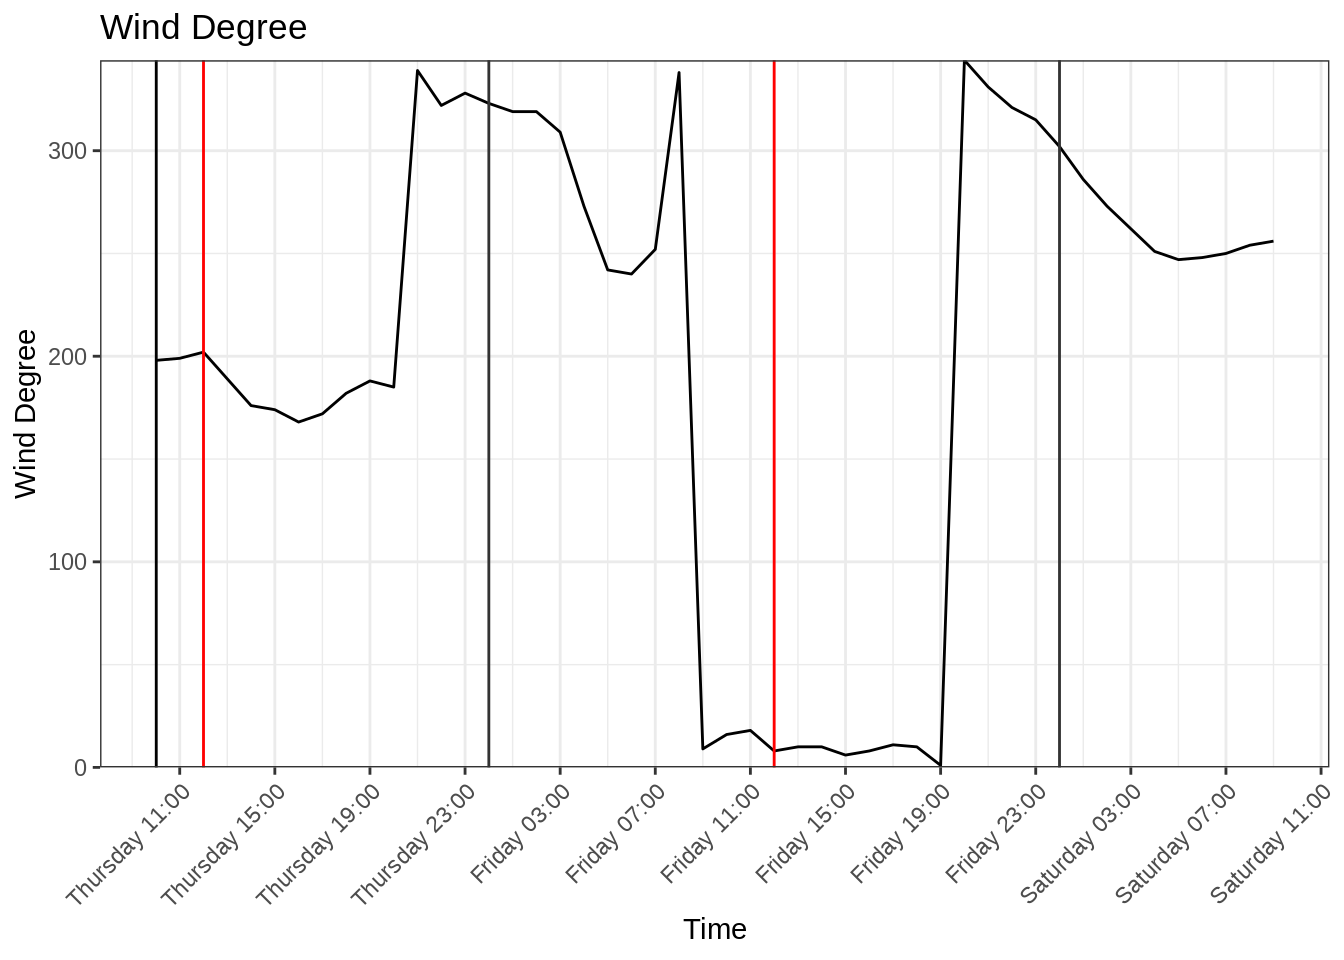 Wind Degree
Wind Degree
300
200
100
0
Thursday 11:00
Thursday 15:00
Thursday 19:00
Thursday 23:00
Friday 03:00
Friday 07:00
Friday 11:00
Friday 15:00
Friday 19:00
Friday 23:00
Saturday 03:00
Saturday 07:00
Saturday 11:00
Time